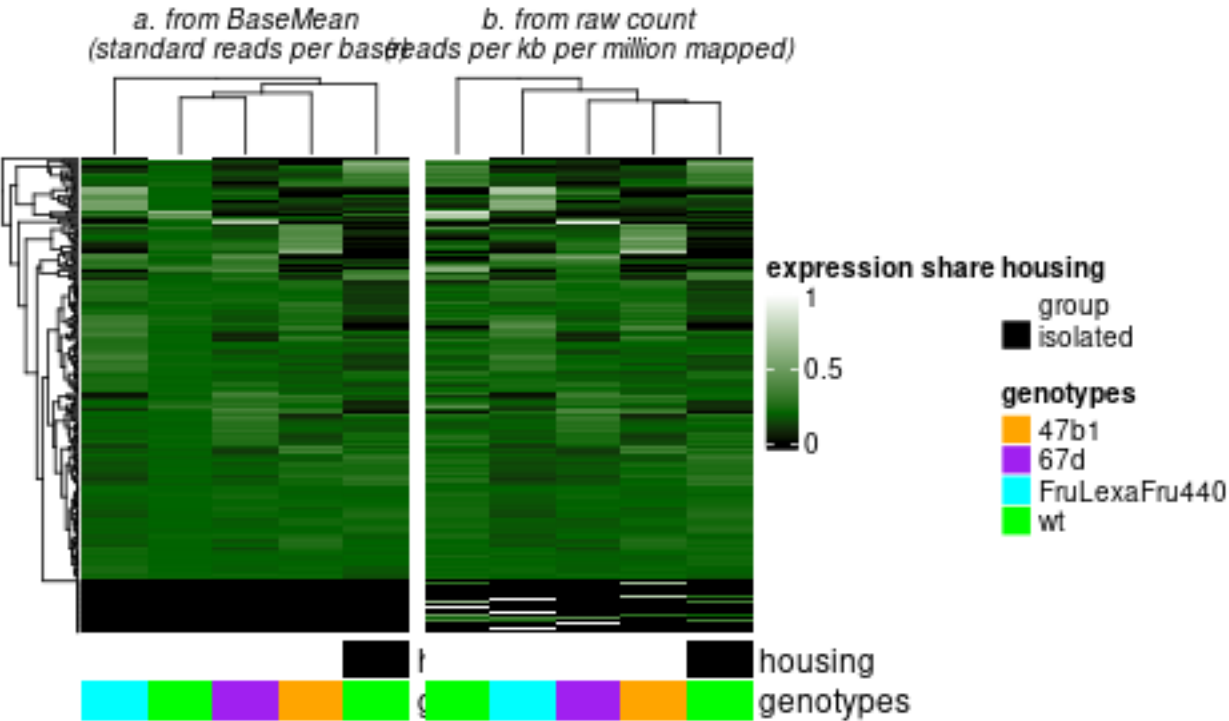 a. from BaseMean
(standard reads per base)
b. from raw count
(reads per kb per million mapped)
expression share
1
0.5
0
housing
group
isolated
genotypes
47b1
67d
FruLexaFru440
wt
housing
genotypes